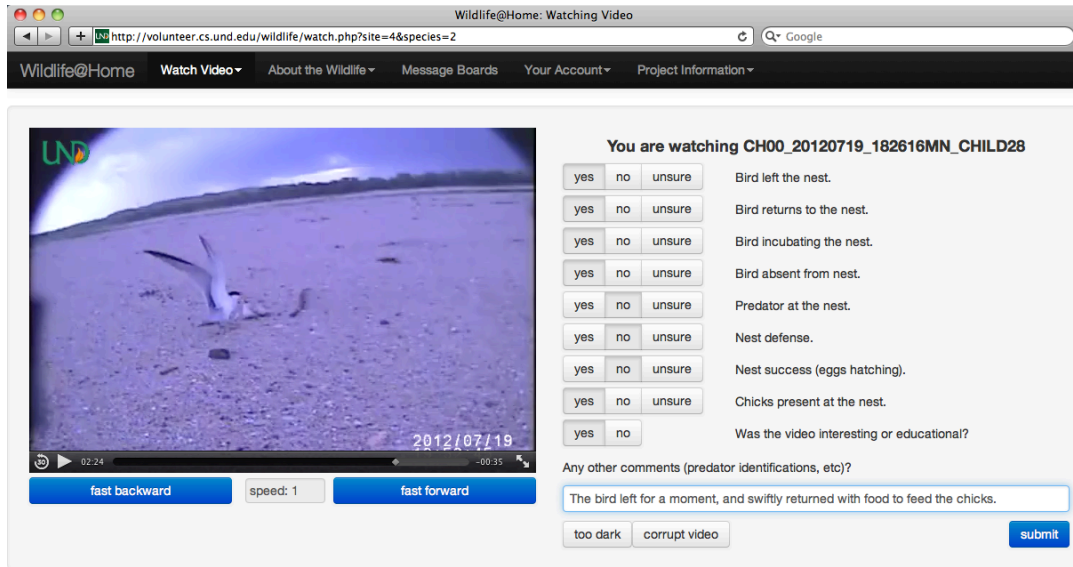 Wildlife@Home: Watching Video
http://volunteer.cs.und.edu/wildlife/watch.php?site=4&species=2
Google
Wildlife@Home Watch Video About the Wildlife Message Boards Your Account Project Information
UND
2012/07/19
30 02:24 -00:35
fast backward speed: 1 fast forward
You are watching CH00_20120719_182616MN_CHILD28
yes no unsure Bird left the nest.
yes no unsure Bird returns to the nest.
yes no unsure Bird incubating the nest.
yes no unsure Bird absent from nest.
yes no unsure Predator at the nest.
yes no unsure Nest defense.
yes no unsure Nest success (eggs hatching).
yes no unsure Chicks present at the nest.
yes no Was the video interesting or educational?
Any other comments (predator identifications, etc)?
The bird left for a moment, and swiftly returned with food to feed the chicks.
too dark corrupt video submit